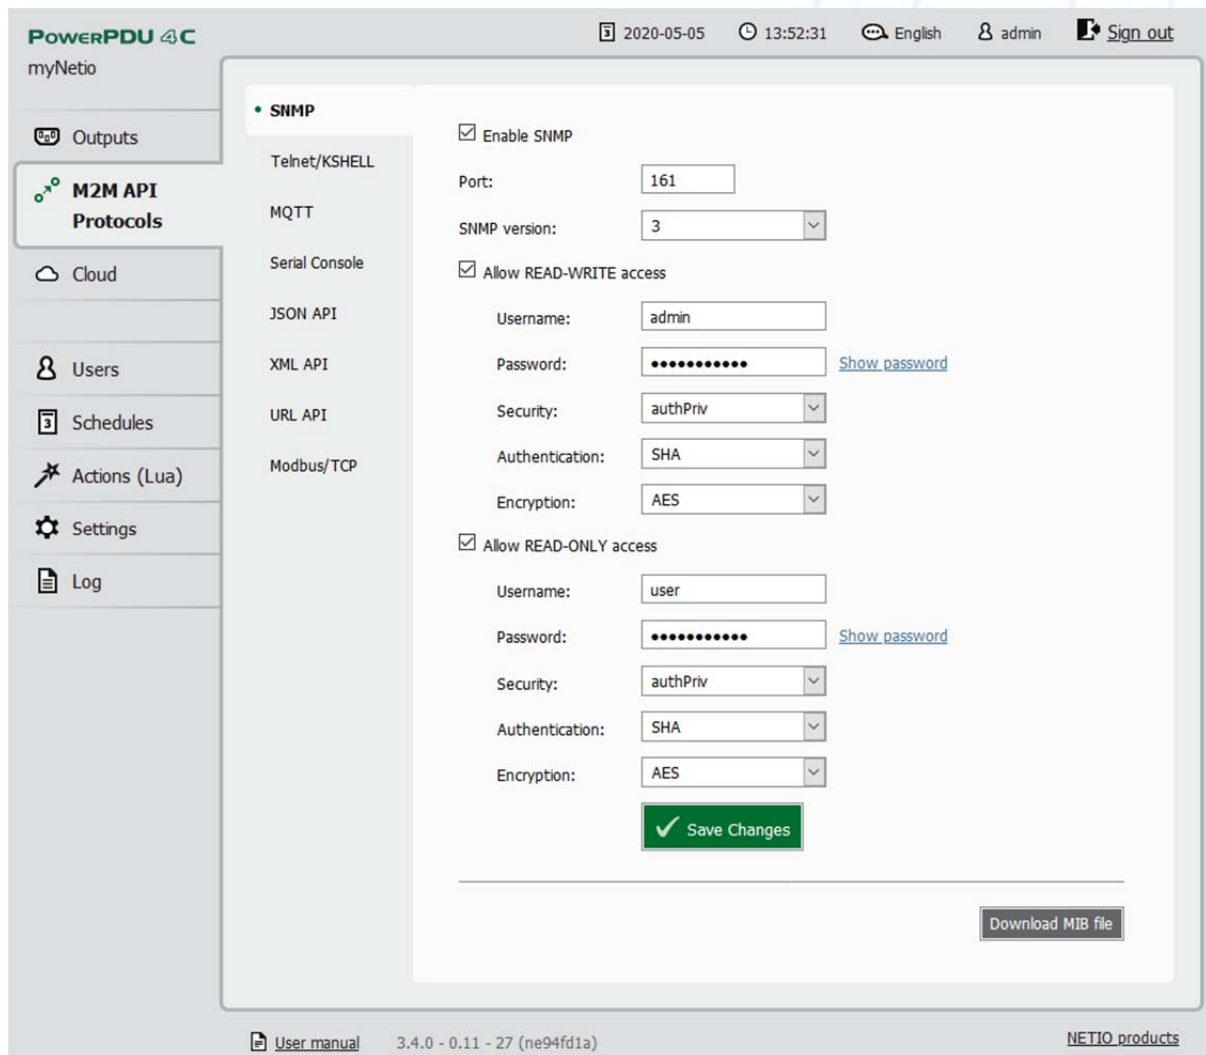 POWERPDU 4C
myNetio
2020-05-05 13:52:31 English admin Sign out
Outputs
M2M API
Protocols
Cloud
Users
Schedules
Actions (Lua)
Settings
Log
SNMP
Telnet/KSHELL
MQTT
Serial Console
JSON API
XML API
URL API
Modbus/TCP
Enable SNMP
Port: 161
SNMP version: 3
Allow READ-WRITE access
Username: admin
Password: ••••••••••• Show password
Security: authPriv
Authentication: SHA
Encryption: AES
Allow READ-ONLY access
Username: user
Password: ••••••••••• Show password
Security: authPriv
Authentication: SHA
Encryption: AES
Save Changes
Download MIB file
User manual 3.4.0 - 0.11 - 27 (ne94fd1a) NETIO products